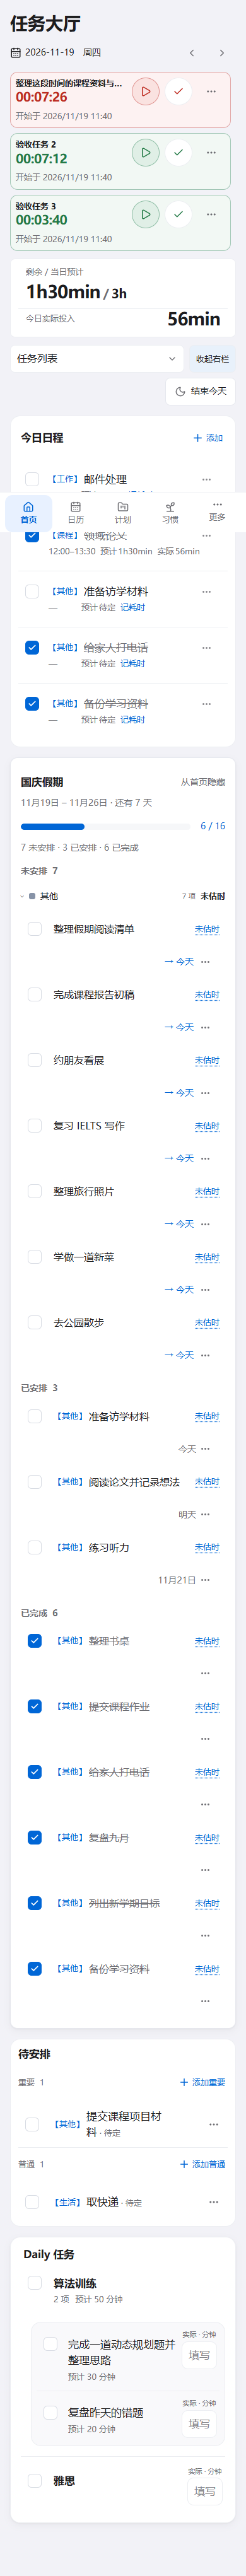 任务大厅
2026-11-19 周四
整理这段时间的课程资料与...
00:07:26
开始于 2026/11/19 11:40
验收任务 2
00:07:12
开始于 2026/11/19 11:40
验收任务 3
00:03:40
开始于 2026/11/19 11:40
剩余 / 当日预计
1h30min / 3h
今日实际投入
56min
任务列表
收起右栏
结束今天
今日日程
+ 添加
【工作】 邮件处理
首页
日历
计划
习惯
更多
【课程】 领域论文
12:00–13:30 预计1h30min 实际56min
【其他】 准备访学材料
— 预计待定 记耗时
【其他】 给家人打电话
— 预计待定 记耗时
【其他】 备份学习资料
— 预计待定 记耗时
国庆假期
从首页隐藏
11月19日 – 11月26日 · 还有 7 天
6 / 16
7 未安排 · 3 已安排 · 6 已完成
未安排 7
其他
7 项 未估时
整理假期阅读清单
未估时
→ 今天
完成课程报告初稿
未估时
→ 今天
约朋友看展
未估时
→ 今天
复习 IELTS 写作
未估时
→ 今天
整理旅行照片
未估时
→ 今天
学做一道新菜
未估时
→ 今天
去公园散步
未估时
→ 今天
已安排 3
【其他】 准备访学材料
未估时
今天
【其他】 阅读论文并记录想法
未估时
明天
【其他】 练习听力
未估时
11月21日
已完成 6
【其他】 整理书桌
未估时
【其他】 提交课程作业
未估时
【其他】 给家人打电话
未估时
【其他】 复盘九月
未估时
【其他】 列出新学期目标
未估时
【其他】 备份学习资料
未估时
待安排
重要 1
+ 添加重要
【其他】 提交课程项目材
料 · 待定
普通 1
+ 添加普通
【生活】 取快递 · 待定
Daily 任务
算法训练
2 项 预计 50 分钟
完成一道动态规划题并
整理思路
预计 30 分钟
实际 · 分钟
填写
复盘昨天的错题
预计 20 分钟
实际 · 分钟
填写
雅思
实际 · 分钟
填写